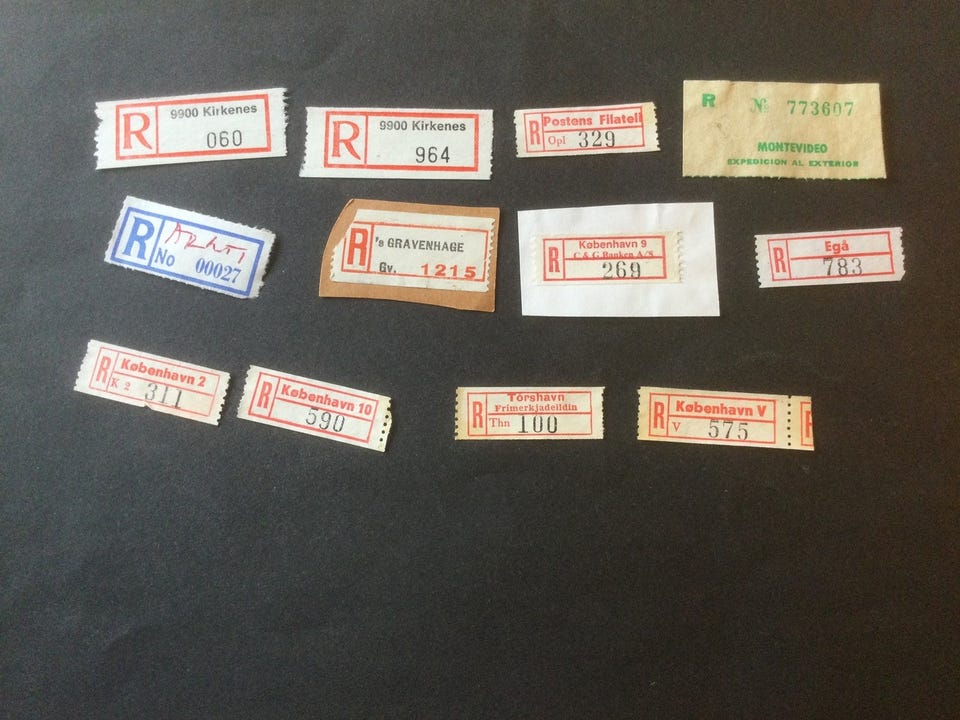 R 9900 Kirkenes
060
R 9900 Kirkenes
964
R Postens Filateli
Opl 329
R № 773607
MONTEVIDEO
EXPEDICION AL EXTERIOR
R
No 00027
R 's GRAVENHAGE
Gv. 1215
R København 9
C & G Banken A/S
269
R Egå
783
R København 2
K 2 311
R København 10
590
R Tórshavn
Frimerkjadeildin
Thn 100
R København V
V 575
R